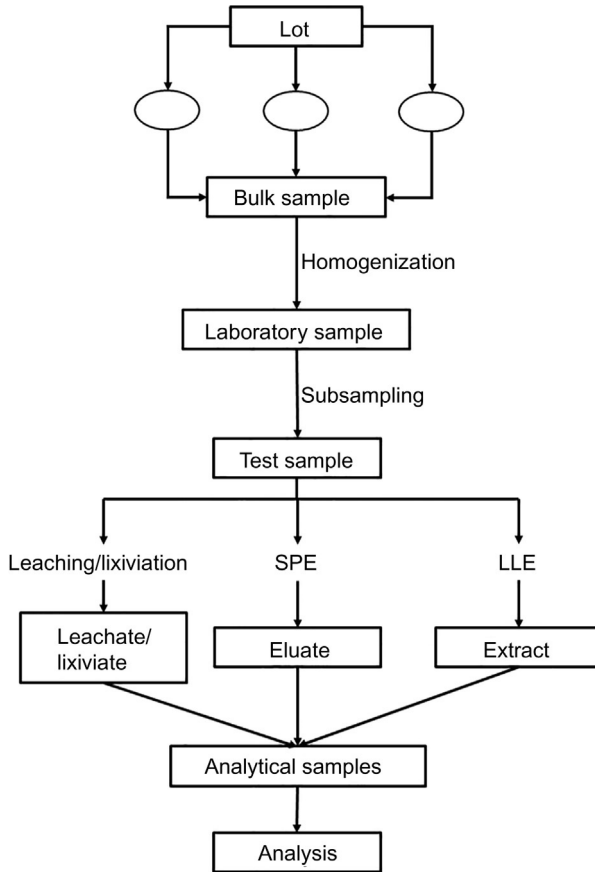 Lot
Bulk sample
Homogenization
Laboratory sample
Subsampling
Test sample
Leaching/lixiviation
SPE
LLE
Leachate/
lixiviate
Eluate
Extract
Analytical samples
Analysis